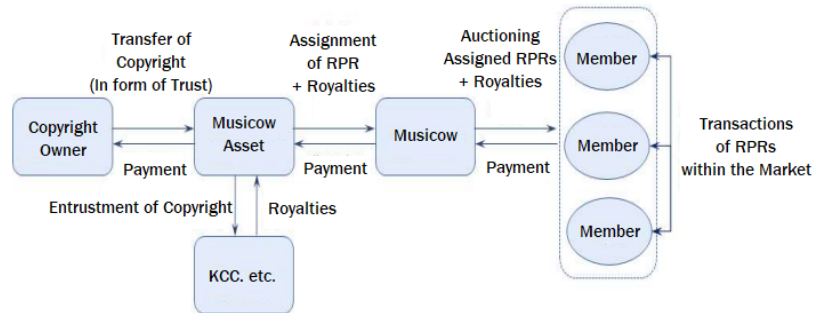 Transfer of
Copyright
(In form of Trust)
Assignment
of RPR
+ Royalties
Auctioning
Assigned RPRs
+ Royalties
Member
Copyright
Owner
Musicow
Asset
Musicow
Member
Transactions
of RPRs
within the Market
Payment
Payment
Payment
Entrustment of Copyright
Royalties
Member
KCC. etc.